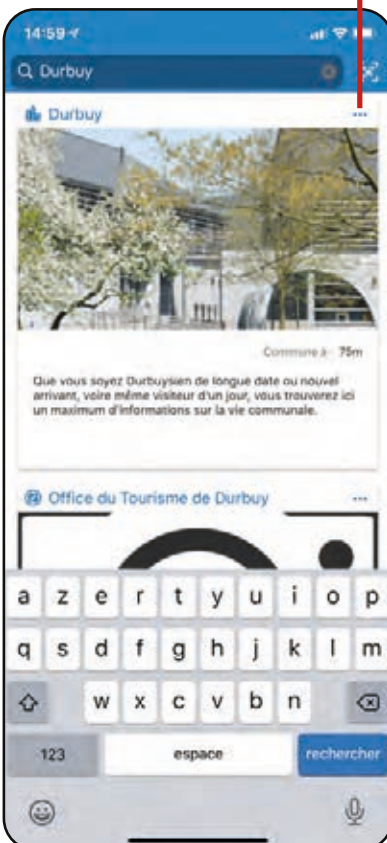 14:59
Durbuy
Durbuy
...
Commune à 75m
Que vous soyez Durbuysien de longue date ou nouvel
arrivant, voire même visiteur d'un jour, vous trouverez ici
un maximum d'informations sur la vie communale.
Office du Tourisme de Durbuy
...
a z e r t y u i o p
q s d f g h j k l m
w x c v b n
123 espace rechercher